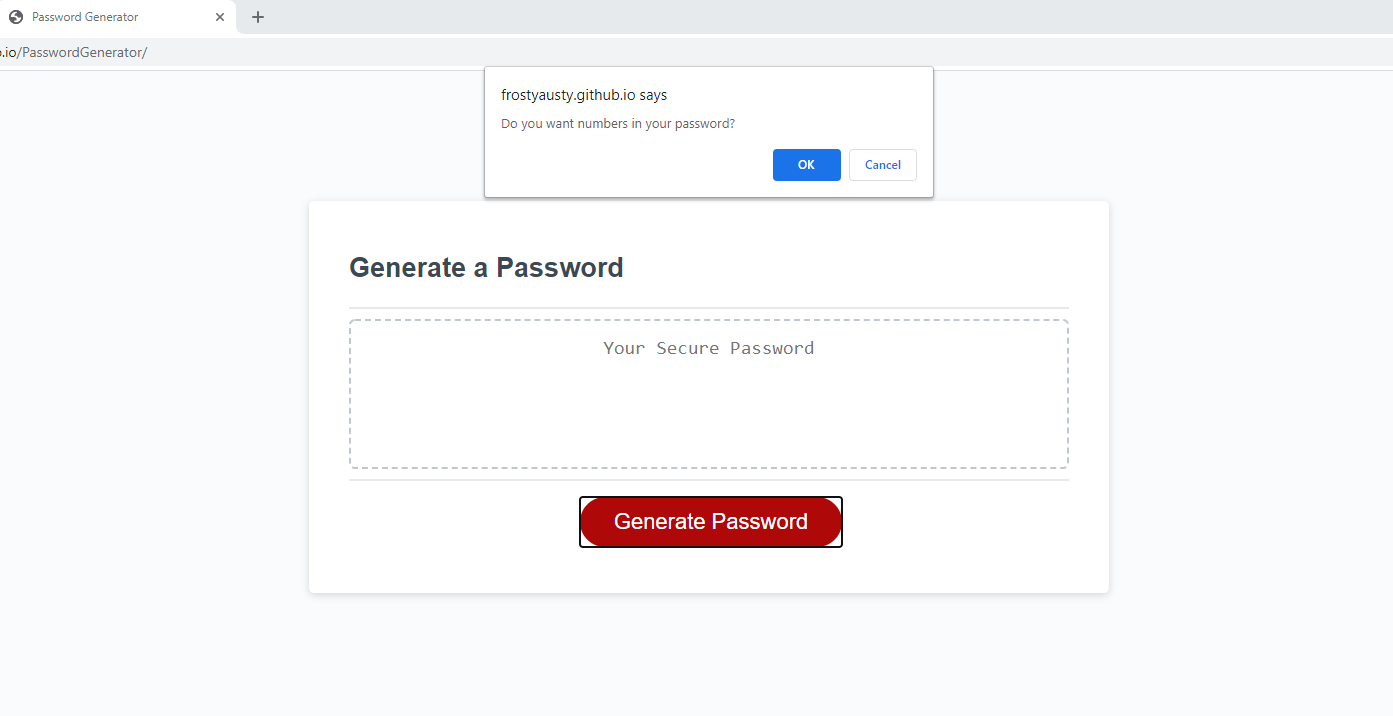 Password Generator
.io/PasswordGenerator/
frostyausty.github.io says
Do you want numbers in your password?
OK
Cancel
Generate a Password
Your Secure Password
Generate Password